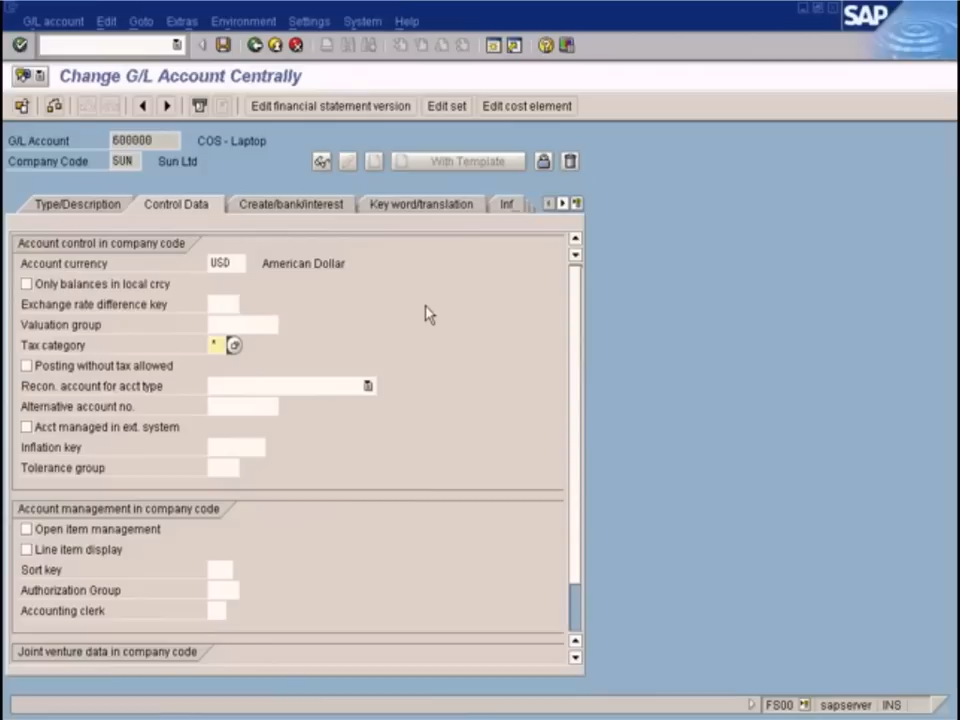 G/L account Edit Goto Extras Environment Settings System Help
SAP
Change G/L Account Centrally
Edit financial statement version Edit set Edit cost element
G/L Account 600000 COS - Laptop
Company Code SUN Sun Ltd With Template
Type/Description Control Data Create/bank/interest Key word/translation Inf
Account control in company code
Account currency USD American Dollar
Only balances in local crcy
Exchange rate difference key
Valuation group
Tax category *
Posting without tax allowed
Recon. account for acct type
Alternative account no.
Acct managed in ext. system
Inflation key
Tolerance group
Account management in company code
Open item management
Line item display
Sort key
Authorization Group
Accounting clerk
Joint venture data in company code
FS00 sapserver INS